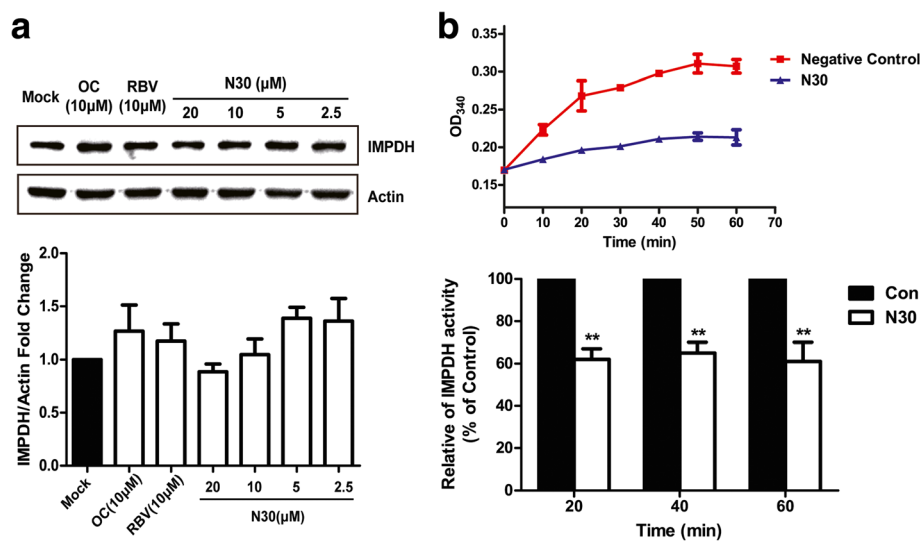 a
Mock
OC
(10μM)
RBV
(10μM)
N30 (μM)
20 10 5 2.5
IMPDH
Actin
IMPDH/Actin Fold Change
2.0
1.5
1.0
0.5
0.0
Mock
OC(10μM)
RBV(10μM)
20 10 5 2.5
N30(μM)
b
OD340
0.35
0.30
0.25
0.20
0.15
0 10 20 30 40 50 60 70
Time (min)
Negative Control
N30
Relative of IMPDH activity
(% of Control)
100
80
60
40
20
0
** ** **
20 40 60
Time (min)
Con
N30